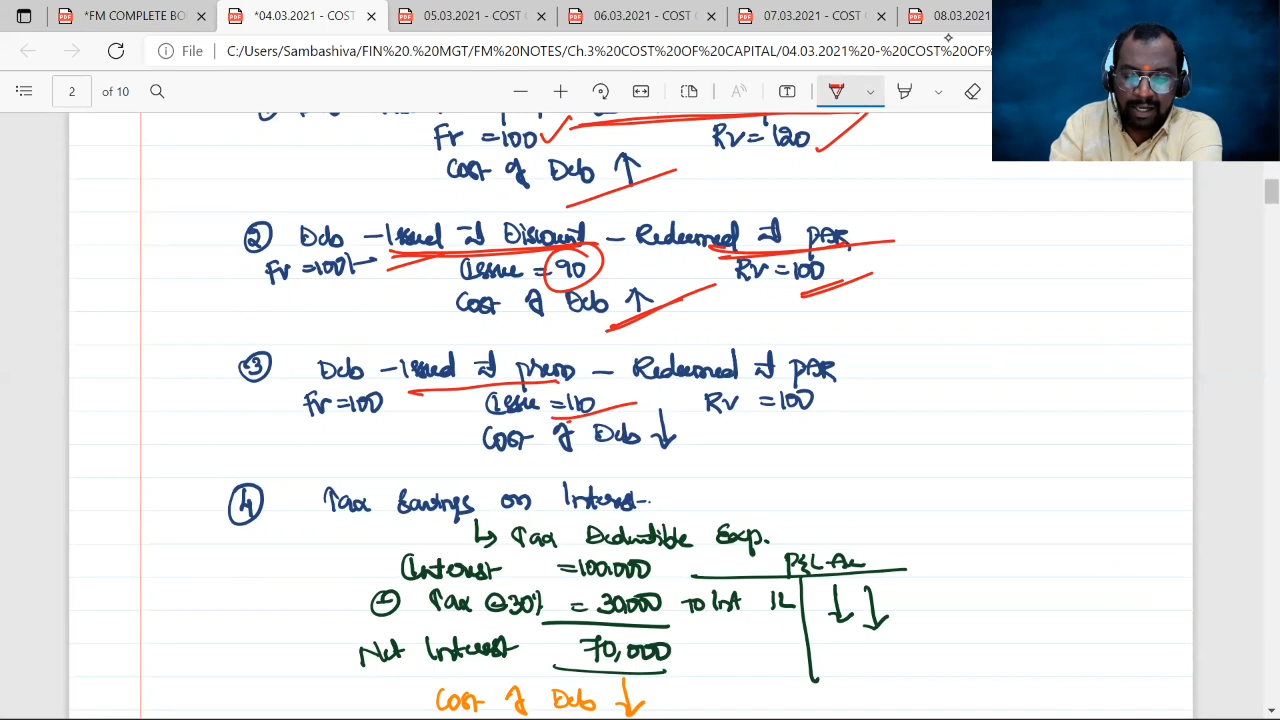 *FM COMPLETE BO
*04.03.2021 - COST
05.03.2021 - COST
06.03.2021 - COST
07.03.2021 - COST
08.03.2021
File C:/Users/Sambashiva/FIN%20.%20MGT/FM%20NOTES/Ch.3%20COST%20OF%20CAPITAL/04.03.2021%20-%20COST%20OF%
2 of 10
Fv =100 Rv = 120
Cost of Deb ↑
② Deb - Issued at Discount - Redeemed at PAR
Fv =100 Issue = 90 Rv = 100
Cost of Deb ↑
③ Deb - Issued at prem - Redeemed at PAR
Fv =100 Issue =110 Rv =100
Cost of Deb ↓
④ Tax Savings on Interest
↳ Tax Deductible Exp.
Interest =100,000 P&L Ac
⊖ Tax @30% = 30,000 To Int 1L ↓ ↓
Net Interest 70,000
Cost of Deb ↓